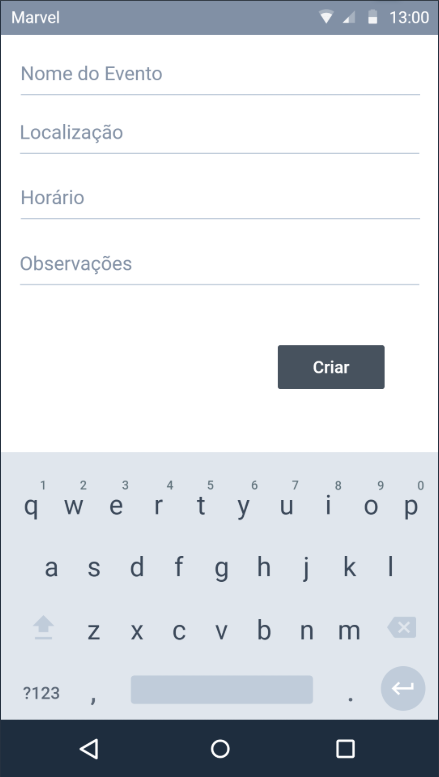 Marvel 13:00
Nome do Evento
Localização
Horário
Observações
Criar
1 2 3 4 5 6 7 8 9 0
q w e r t y u i o p
a s d f g h j k l
z x c v b n m
?123 , .